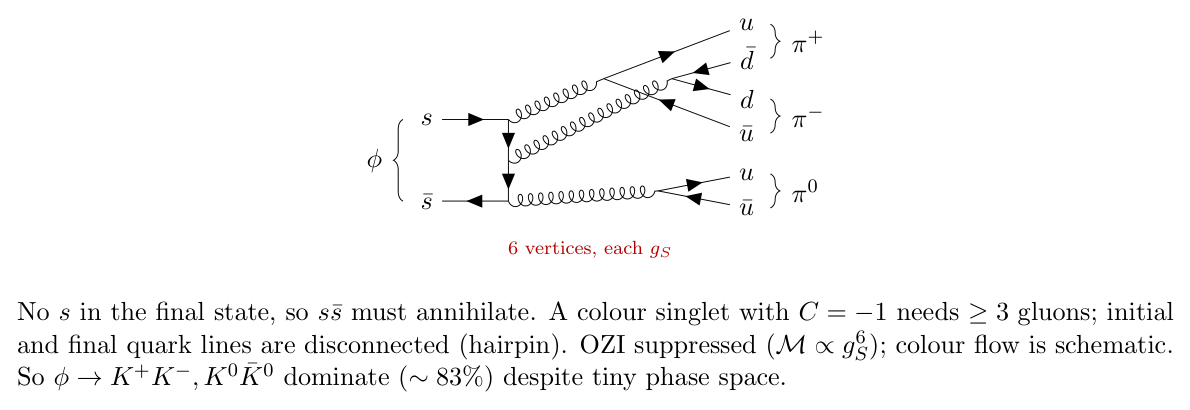 u
d̄ } π⁺
d
ū } π⁻
s
ϕ {
s̄
u
ū } π⁰
6 vertices, each g_S
No s in the final state, so ss̄ must annihilate. A colour singlet with C = −1 needs ≥ 3 gluons; initial
and final quark lines are disconnected (hairpin). OZI suppressed (ℳ ∝ g_S^6); colour flow is schematic.
So ϕ → K⁺K⁻, K⁰K̄⁰ dominate (∼ 83%) despite tiny phase space.